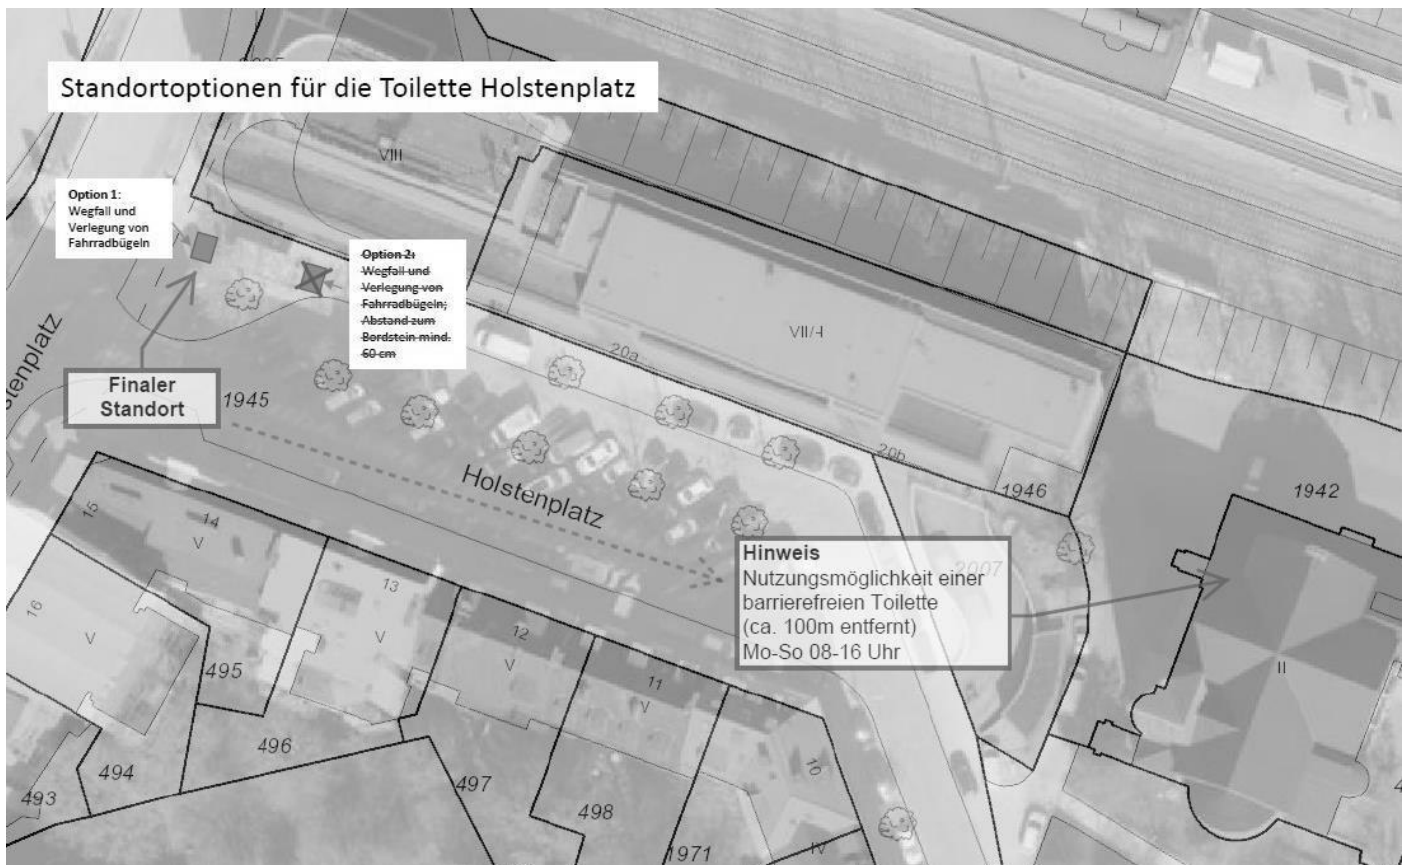 Standortoptionen für die Toilette Holstenplatz
VIII
Option 1:
Wegfall und
Verlegung von
Fahrradbügeln
Option 2:
Wegfall und
Verlegung von
Fahrradbügeln;
Abstand zum
Bordstein mind.
60 cm
VII/-I
20a
Finaler
Standort
1945
20b
Holstenplatz
1946
1942
15
14
V
13
V
16
V
12
V
11
V
10
Hinweis
Nutzungsmöglichkeit einer
barrierefreien Toilette
(ca. 100m entfernt)
Mo-So 08-16 Uhr
2007
II
495
496
494
493
497
498
1971
IV